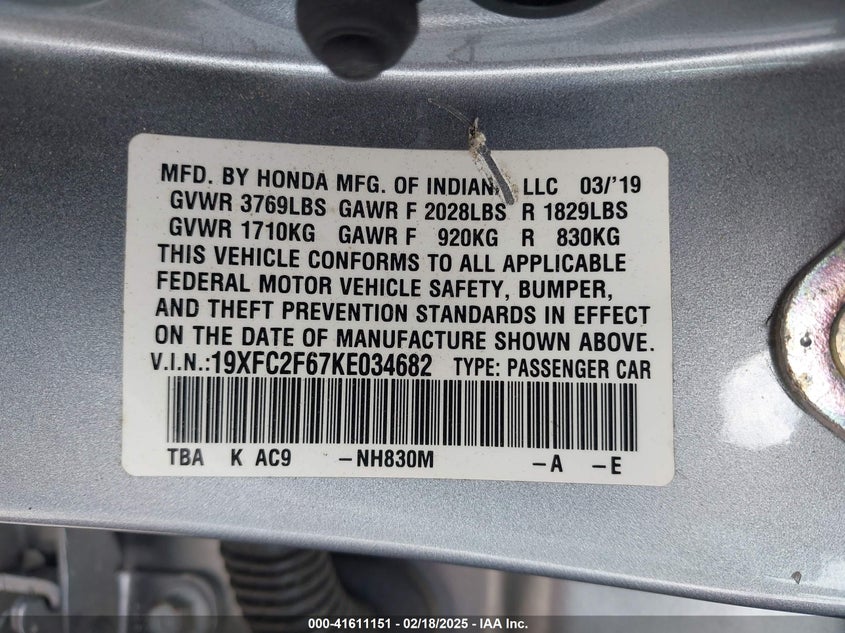 MFD. BY HONDA MFG. OF INDIANA LLC 03/'19
GVWR 3769LBS GAWR F 2028LBS R 1829LBS
GVWR 1710KG GAWR F 920KG R 830KG
THIS VEHICLE CONFORMS TO ALL APPLICABLE
FEDERAL MOTOR VEHICLE SAFETY, BUMPER,
AND THEFT PREVENTION STANDARDS IN EFFECT
ON THE DATE OF MANUFACTURE SHOWN ABOVE.
V.I.N.:19XFC2F67KE034682 TYPE: PASSENGER CAR
TBA K AC9 –NH830M –A –E
000-41611151 / 02/18/2025 - IAA Inc.